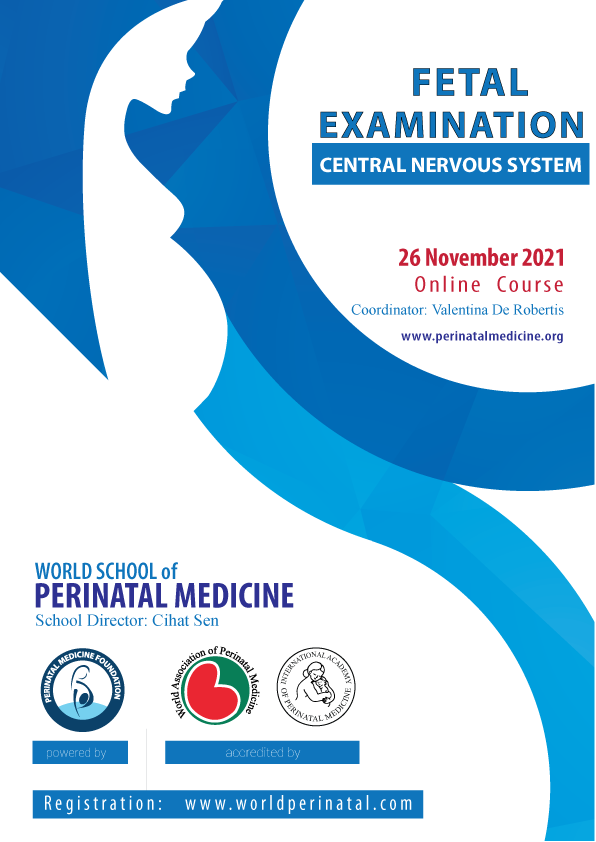 FETAL
EXAMINATION
CENTRAL NERVOUS SYSTEM
26 November 2021
Online Course
Coordinator: Valentina De Robertis
www.perinatalmedicine.org
WORLD SCHOOL of
PERINATAL MEDICINE
School Director: Cihat Sen
PERINATAL MEDICINE FOUNDATION
World Association of Perinatal Medicine
INTERNATIONAL ACADEMY
OF PERINATAL MEDICINE
powered by
accredited by
Registration: www.worldperinatal.com